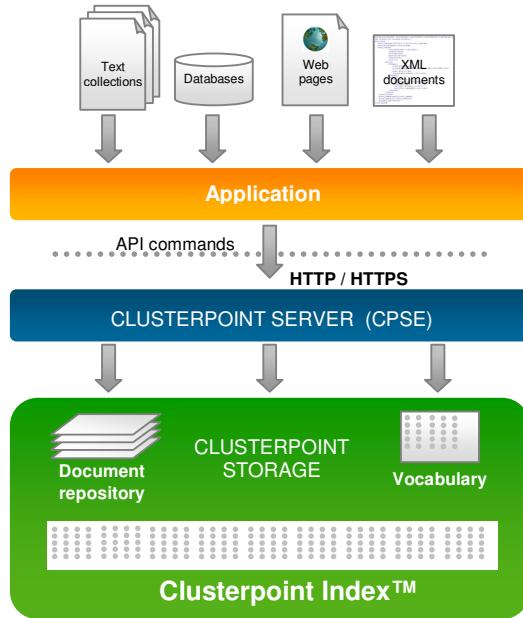 Text
collections
Databases
Web
pages
XML
documents
Application
API commands
HTTP / HTTPS
CLUSTERPOINT SERVER (CPSE)
CLUSTERPOINT
STORAGE
Document
repository
Vocabulary
Clusterpoint Index™